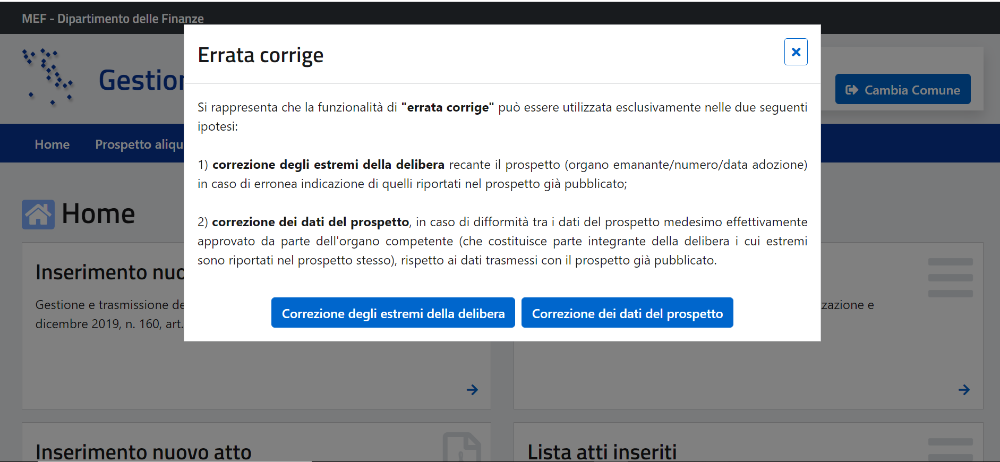 MEF - Dipartimento delle Finanze
Errata corrige
Gestion
Cambia Comune
Si rappresenta che la funzionalità di "errata corrige" può essere utilizzata esclusivamente nelle due seguenti
ipotesi:
Home
Prospetto aliqu
1) correzione degli estremi della delibera recante il prospetto (organo emanante/numero/data adozione)
in caso di erronea indicazione di quelli riportati nel prospetto già pubblicato;
Home
2) correzione dei dati del prospetto, in caso di difformità tra i dati del prospetto medesimo effettivamente
approvato da parte dell'organo competente (che costituisce parte integrante della delibera i cui estremi
sono riportati nel prospetto stesso), rispetto ai dati trasmessi con il prospetto già pubblicato.
Inserimento nuo
Gestione e trasmissione de
dicembre 2019, n. 160, art.
zazione e
Correzione degli estremi della delibera
Correzione dei dati del prospetto
Inserimento nuovo atto
Lista atti inseriti